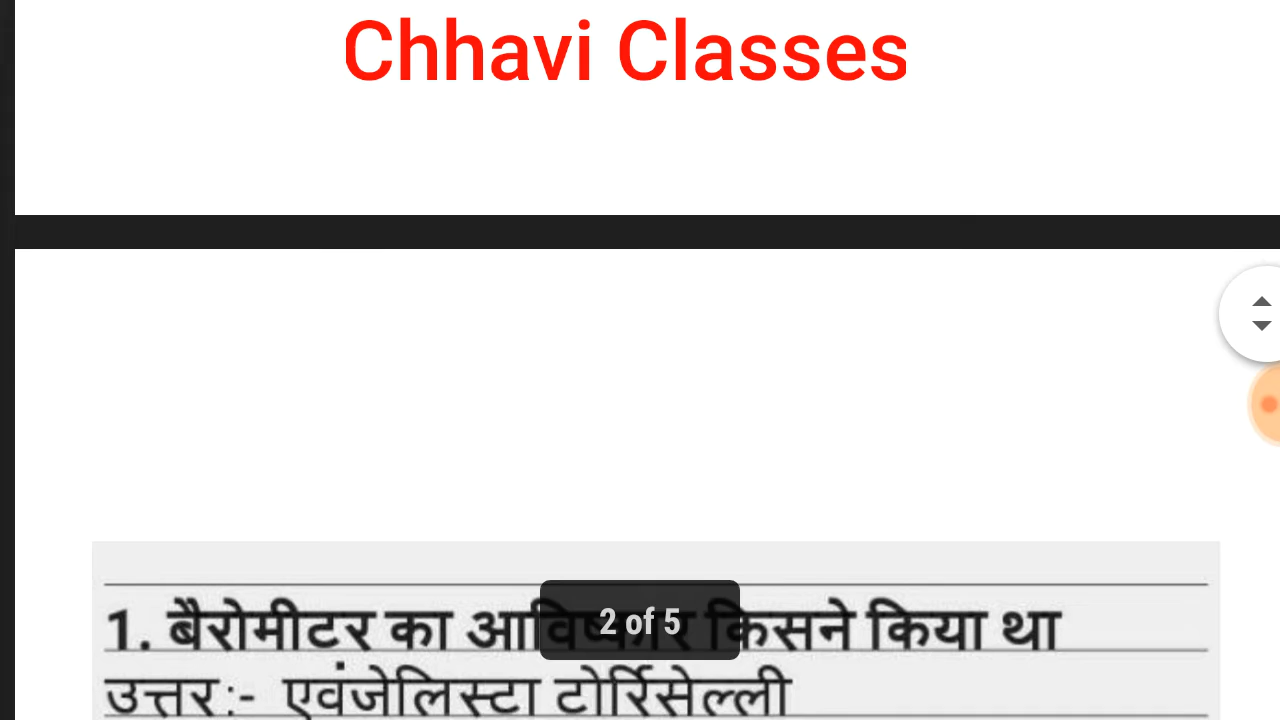 Chhavi Classes
1. बैरोमीटर का आविष्कार किसने किया था
2 of 5
उत्तर:- एवंजेलिस्टा टोर्रिसेल्ली